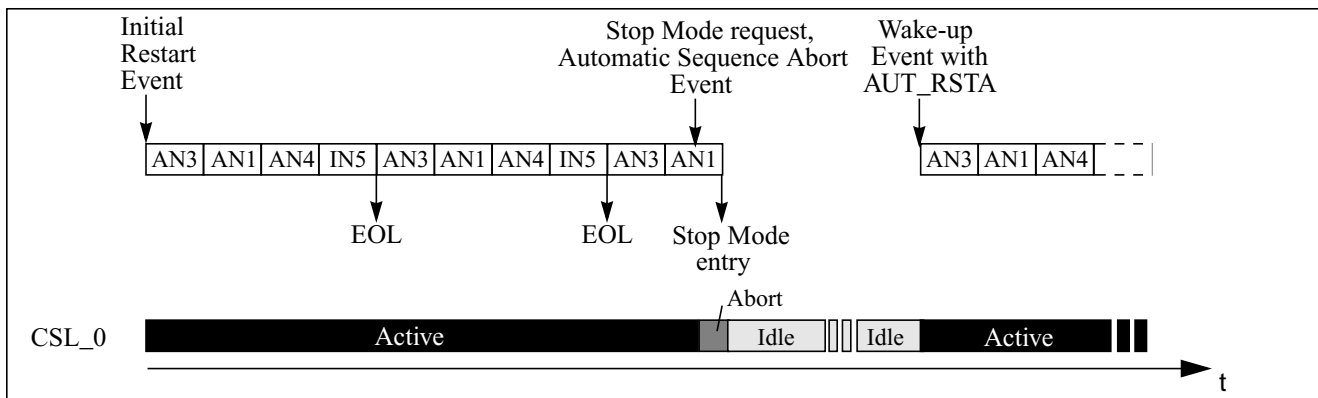 Initial
Restart
Event
Stop Mode request,
Automatic Sequence Abort
Event
Wake-up
Event with
AUT_RSTA
AN3 AN1 AN4 IN5 AN3 AN1 AN4 IN5 AN3 AN1
AN3 AN1 AN4
EOL
EOL
Stop Mode
entry
Abort
CSL_0
Active
Idle
Idle
Active
t